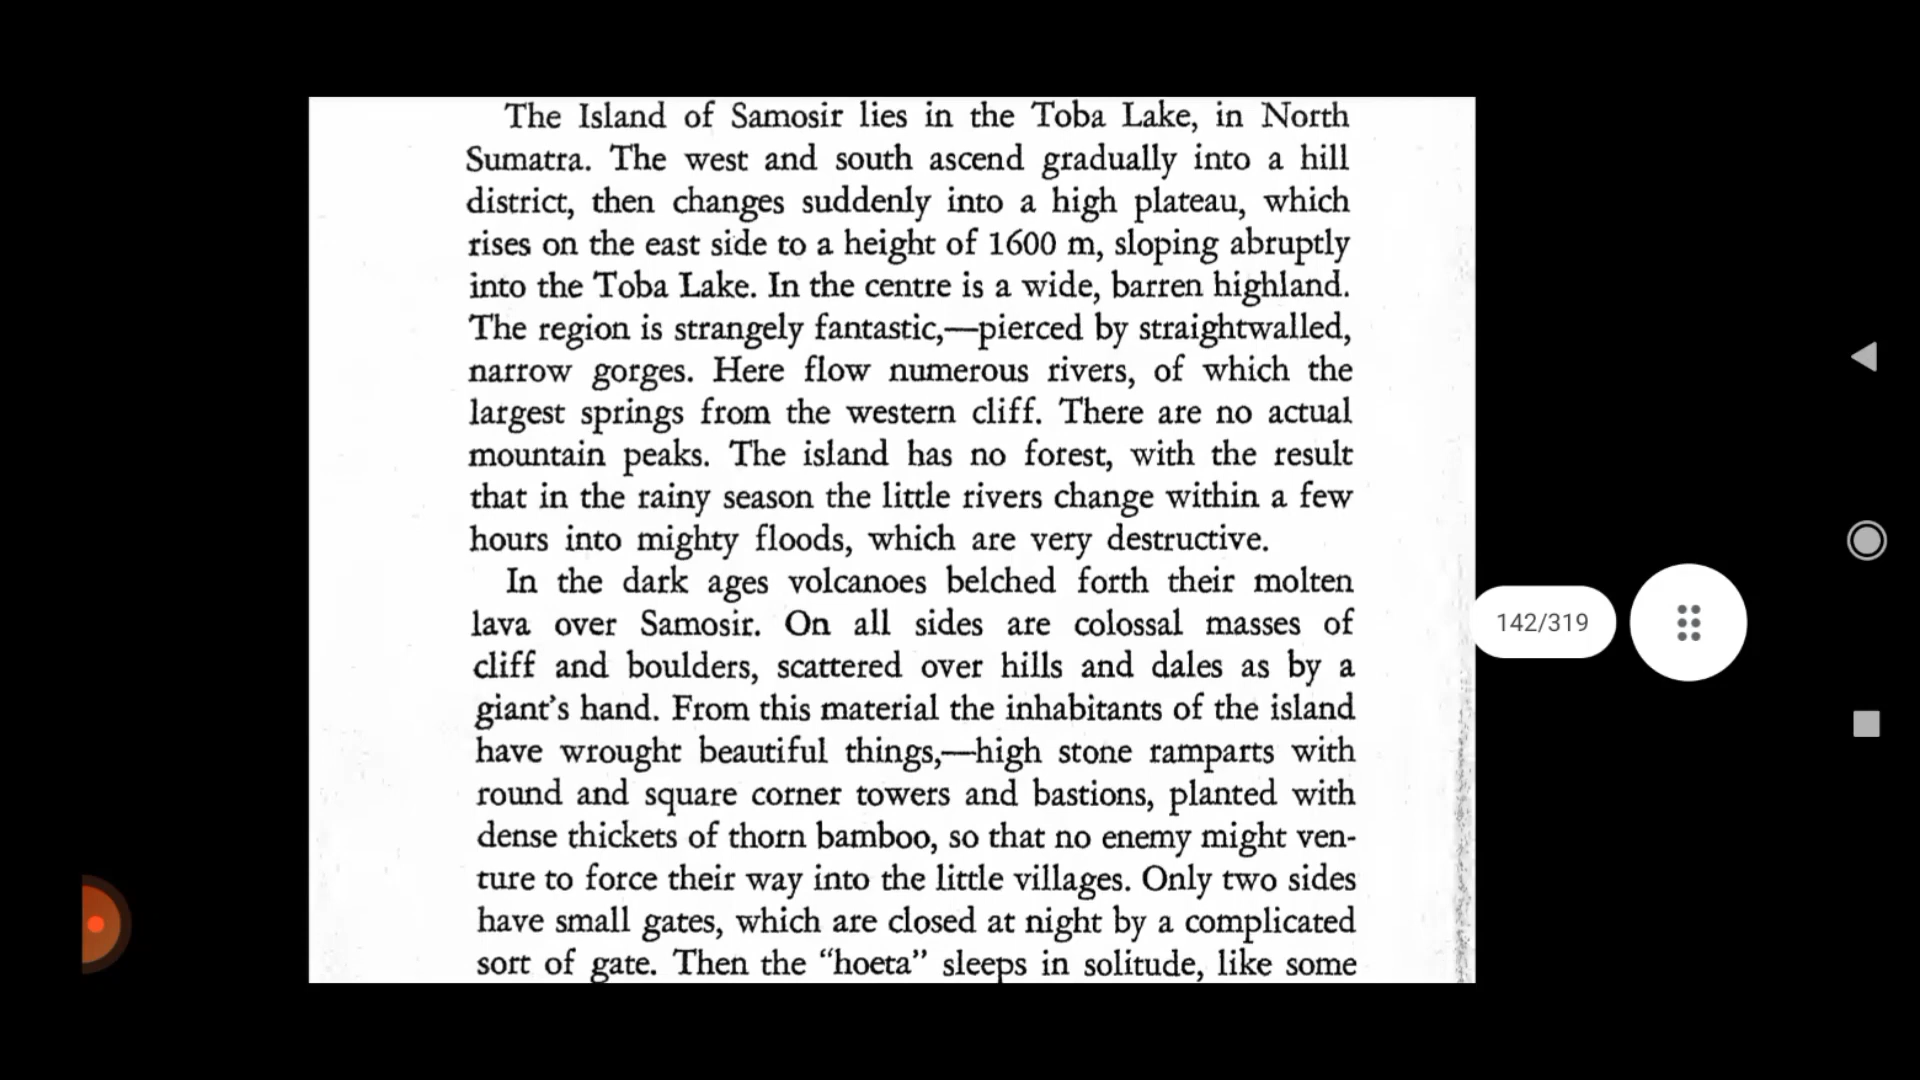 The Island of Samosir lies in the Toba Lake, in North
Sumatra. The west and south ascend gradually into a hill
district, then changes suddenly into a high plateau, which
rises on the east side to a height of 1600 m, sloping abruptly
into the Toba Lake. In the centre is a wide, barren highland.
The region is strangely fantastic,—pierced by straightwalled,
narrow gorges. Here flow numerous rivers, of which the
largest springs from the western cliff. There are no actual
mountain peaks. The island has no forest, with the result
that in the rainy season the little rivers change within a few
hours into mighty floods, which are very destructive.
In the dark ages volcanoes belched forth their molten
lava over Samosir. On all sides are colossal masses of
cliff and boulders, scattered over hills and dales as by a
giant's hand. From this material the inhabitants of the island
have wrought beautiful things,—high stone ramparts with
round and square corner towers and bastions, planted with
dense thickets of thorn bamboo, so that no enemy might ven-
ture to force their way into the little villages. Only two sides
have small gates, which are closed at night by a complicated
sort of gate. Then the “hoeta” sleeps in solitude, like some
142/319